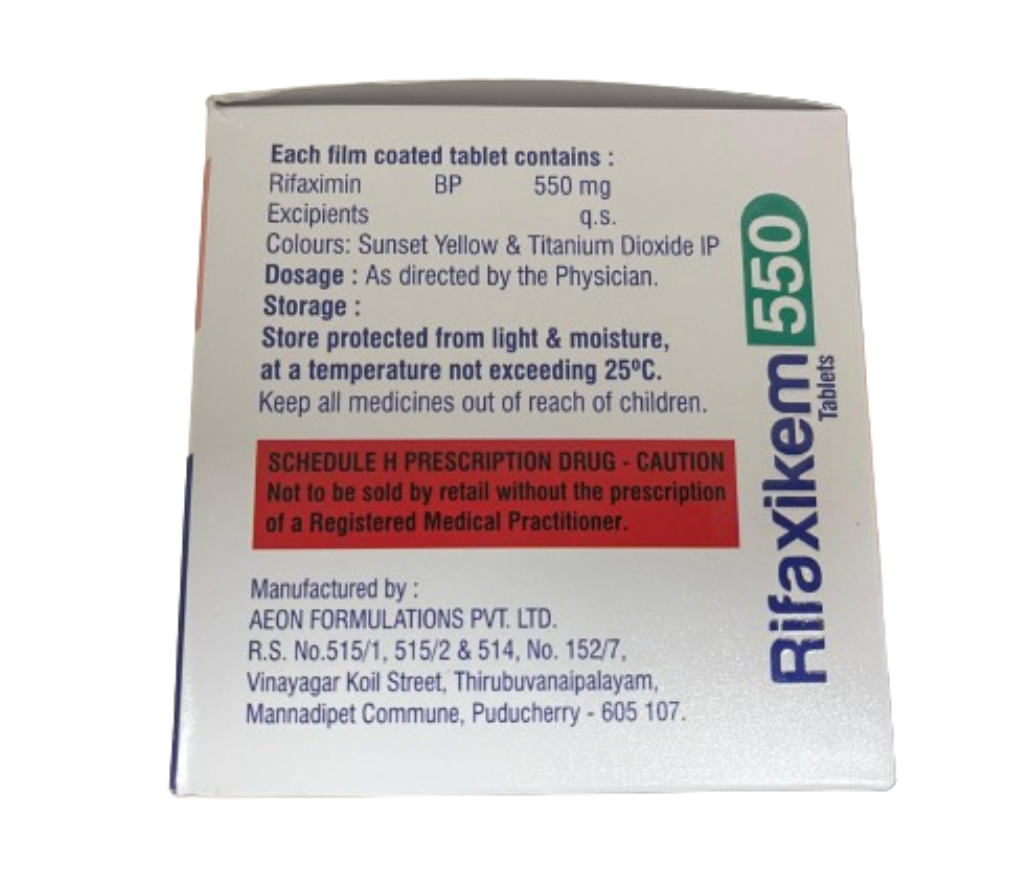 Each film coated tablet contains :
Rifaximin BP 550 mg
Excipients q.s.
Colours: Sunset Yellow & Titanium Dioxide IP
Dosage : As directed by the Physician.
Storage :
Store protected from light & moisture,
at a temperature not exceeding 25ºC.
Keep all medicines out of reach of children.
SCHEDULE H PRESCRIPTION DRUG - CAUTION
Not to be sold by retail without the prescription
of a Registered Medical Practitioner.
Manufactured by :
AEON FORMULATIONS PVT. LTD.
R.S. No.515/1, 515/2 & 514, No. 152/7,
Vinayagar Koil Street, Thirubuvanaipalayam,
Mannadipet Commune, Puducherry - 605 107.
Rifaxikem 550
Tablets